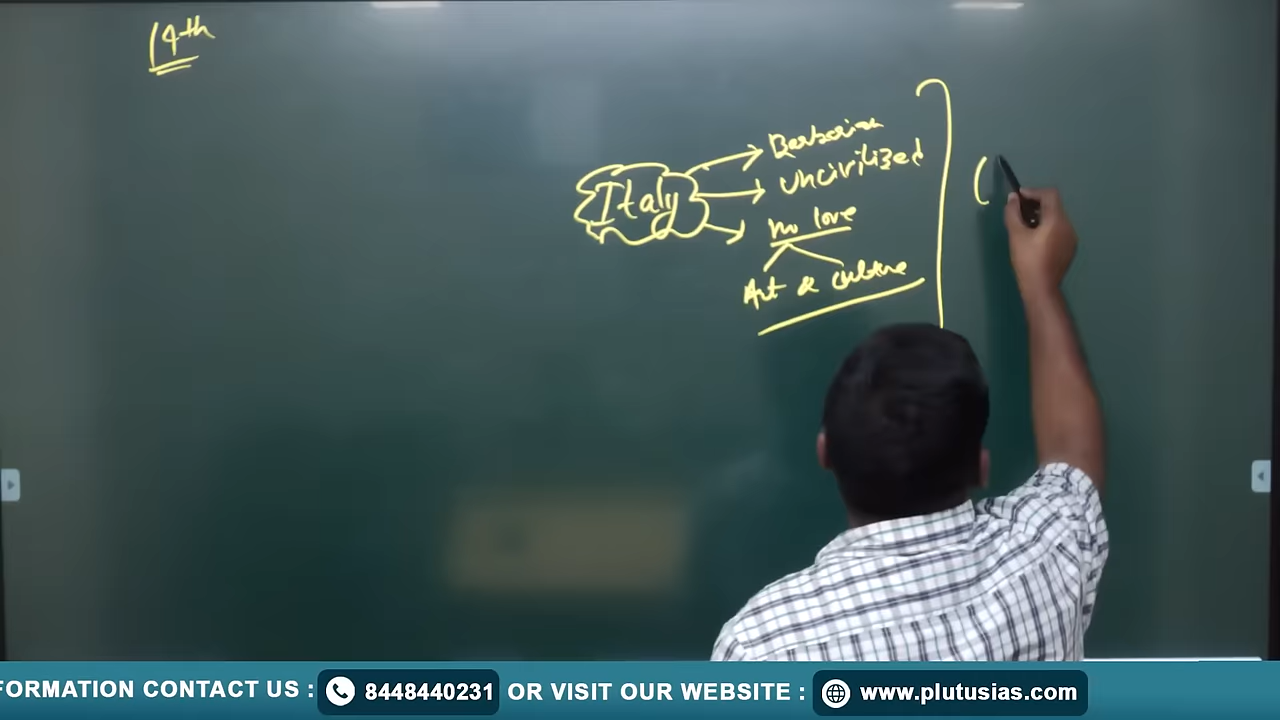 14th
Italy
Barbarian
Uncivilized
no love
Art & culture
(
FORMATION CONTACT US : 8448440231 OR VISIT OUR WEBSITE : www.plutusias.com